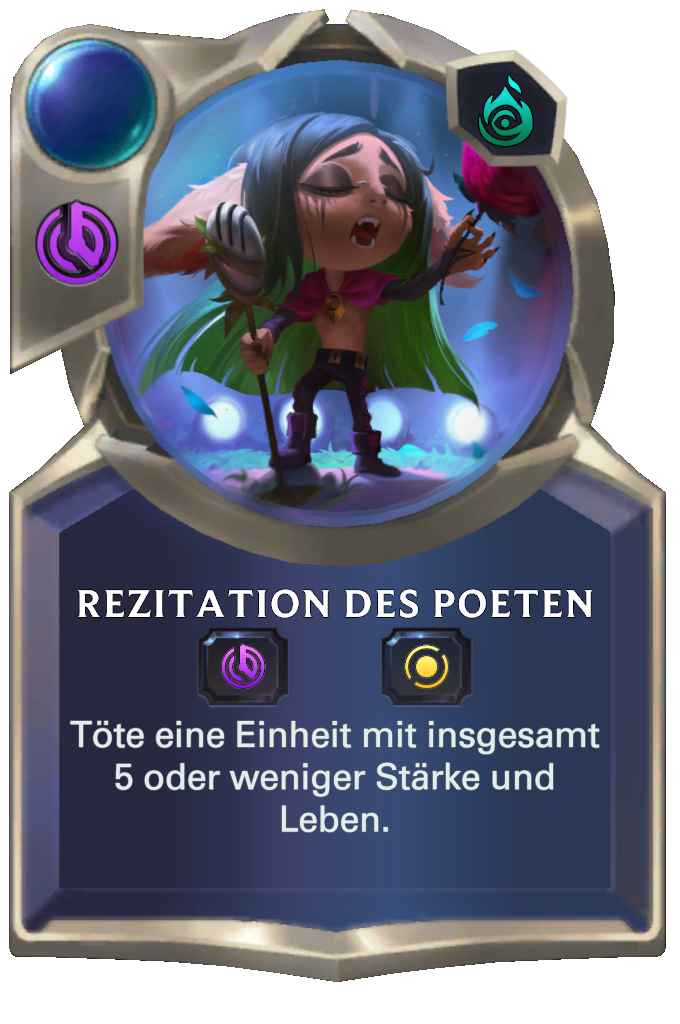 REZITATION DES POETEN
Töte eine Einheit mit insgesamt
5 oder weniger Stärke und
Leben.